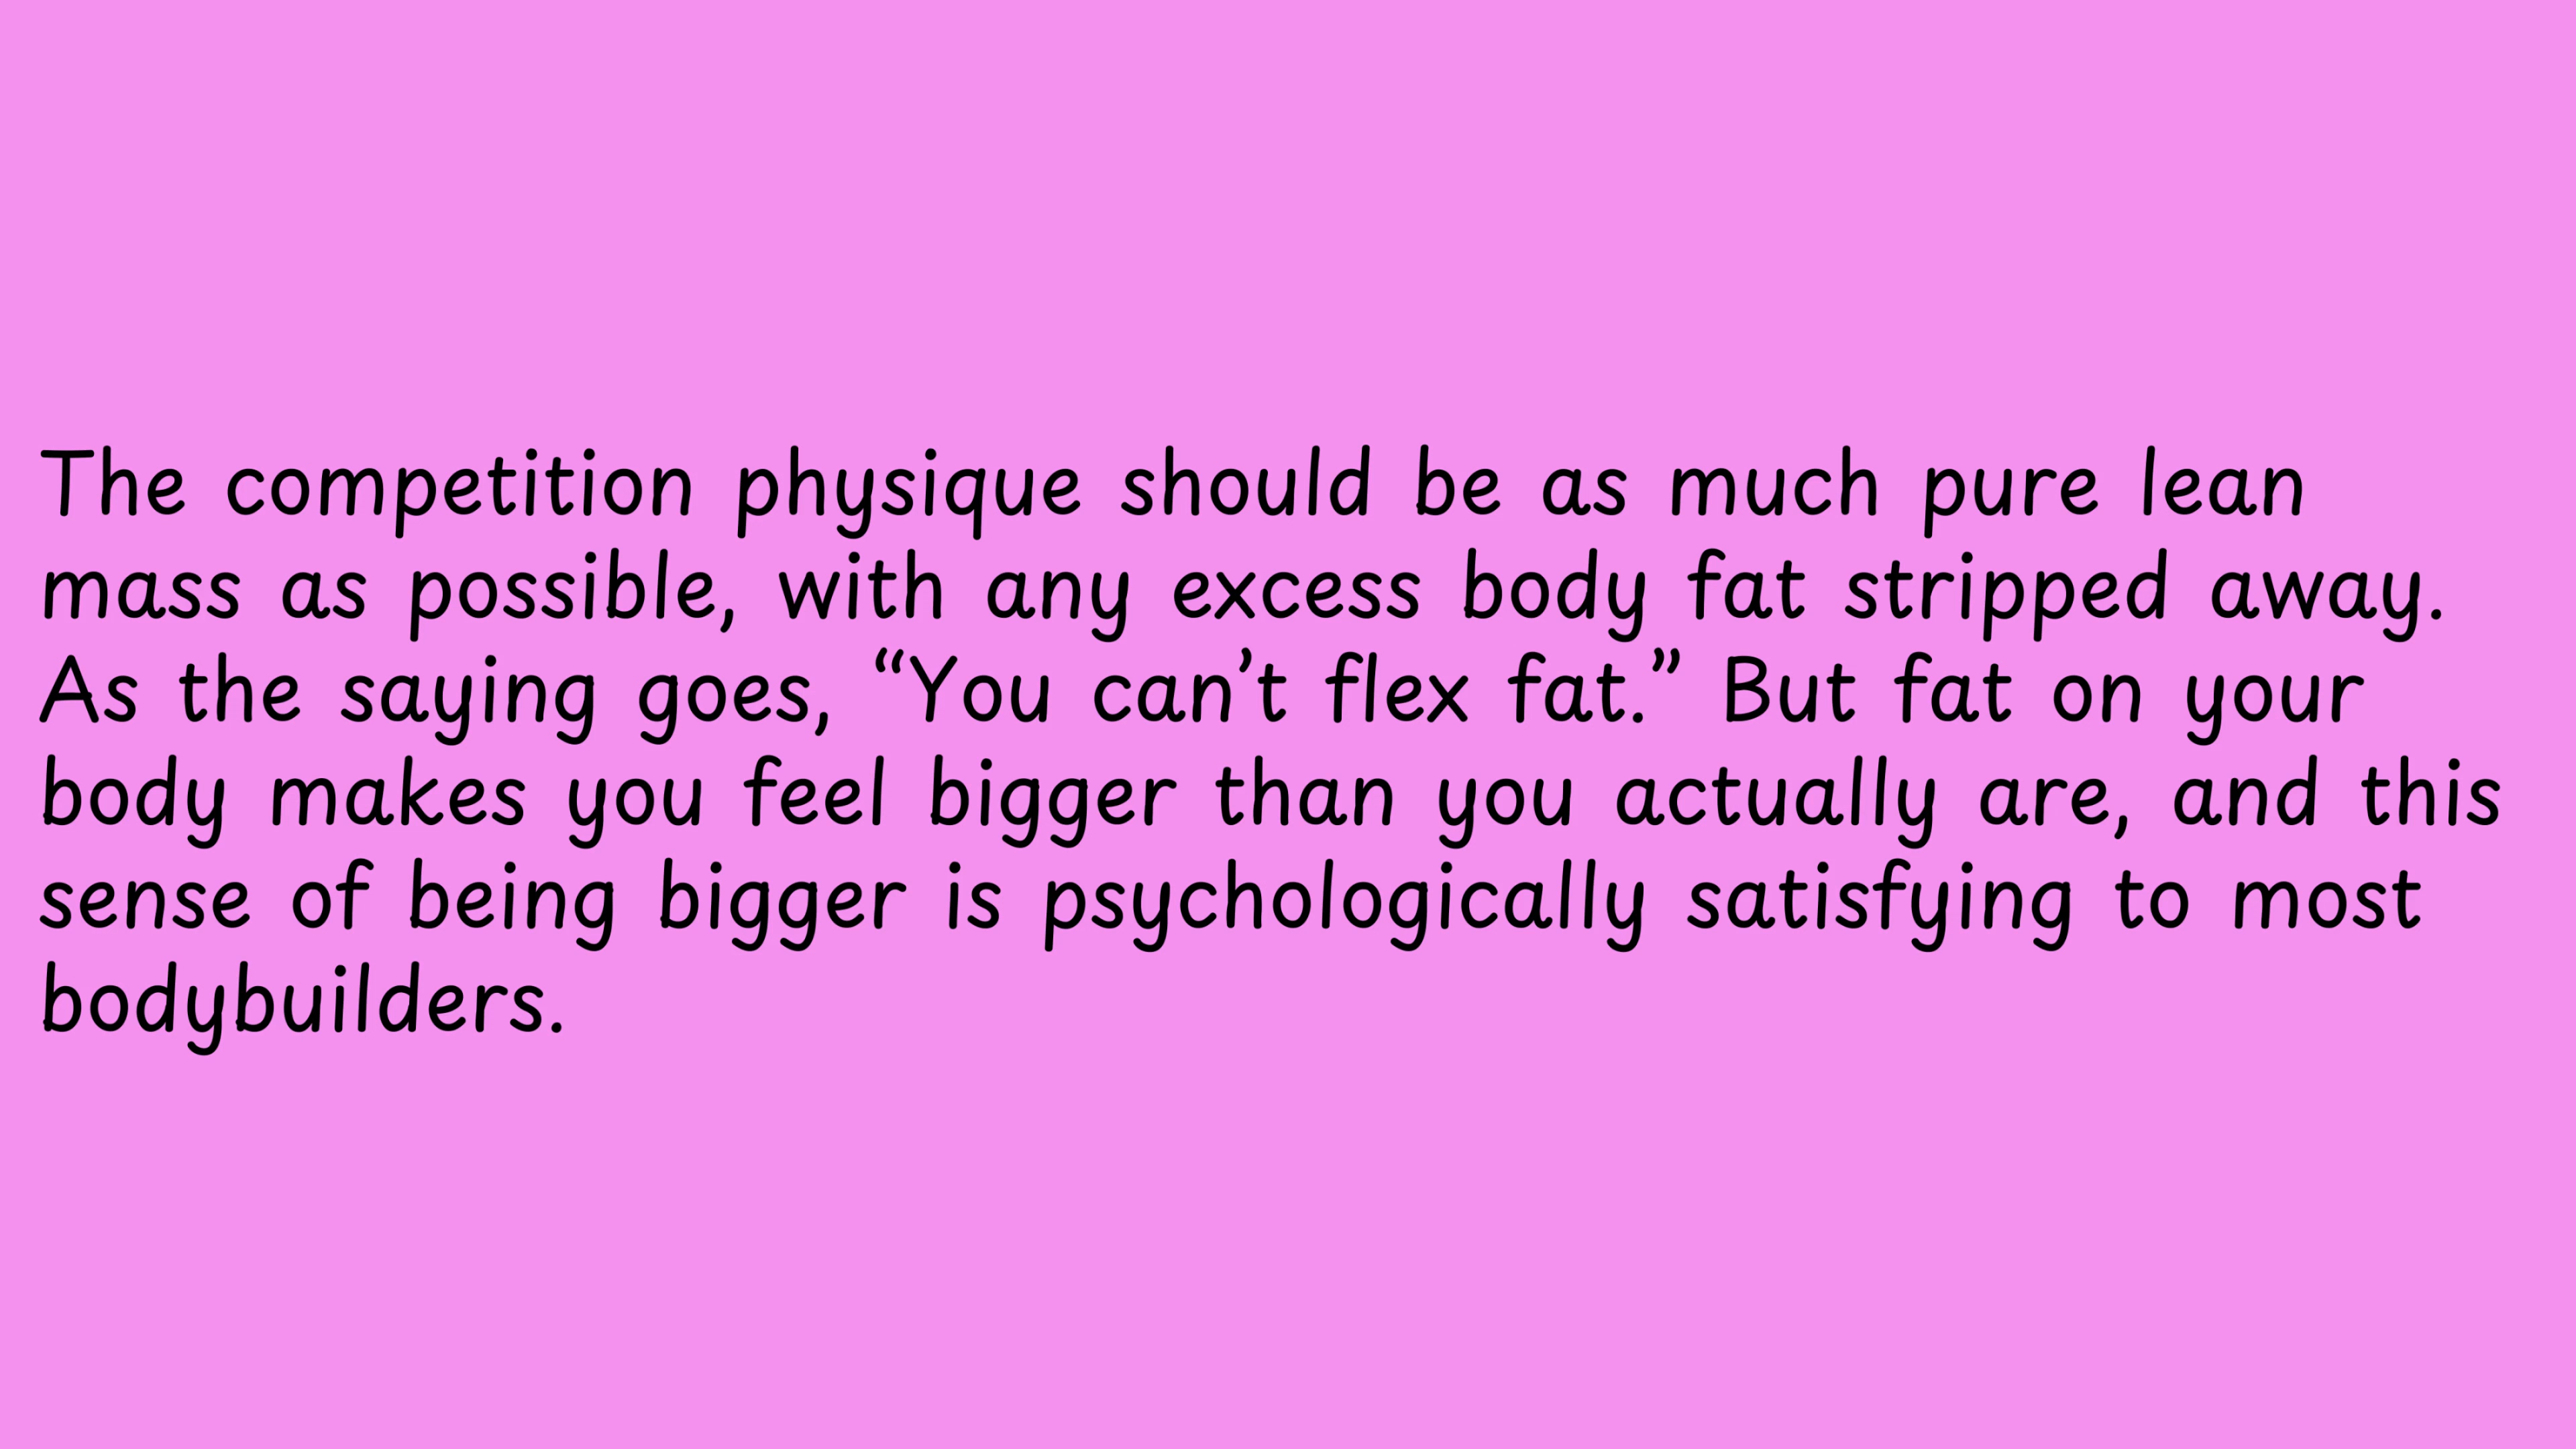 The competition physique should be as much pure lean
mass as possible, with any excess body fat stripped away.
As the saying goes, “You can’t flex fat.” But fat on your
body makes you feel bigger than you actually are, and this
sense of being bigger is psychologically satisfying to most
bodybuilders.